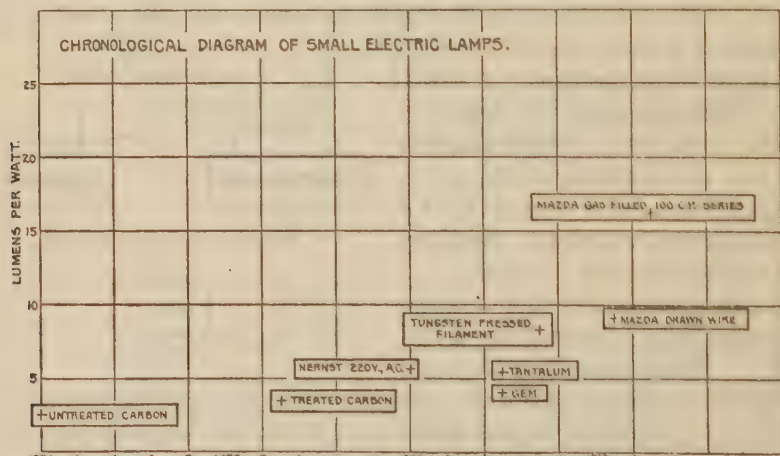 CHRONOLOGICAL DIAGRAM OF SMALL ELECTRIC LAMPS.
25
LUMENS PER WATT.
20
MAZDA GAS FILLED, 100 C.P. SERIES
15
10
TUNGSTEN PRESSED
FILAMENT
MAZDA DRAWN WIRE
NERNST 220V., A.C.
TANTALUM
5
TREATED CARBON
GEM
UNTREATED CARBON